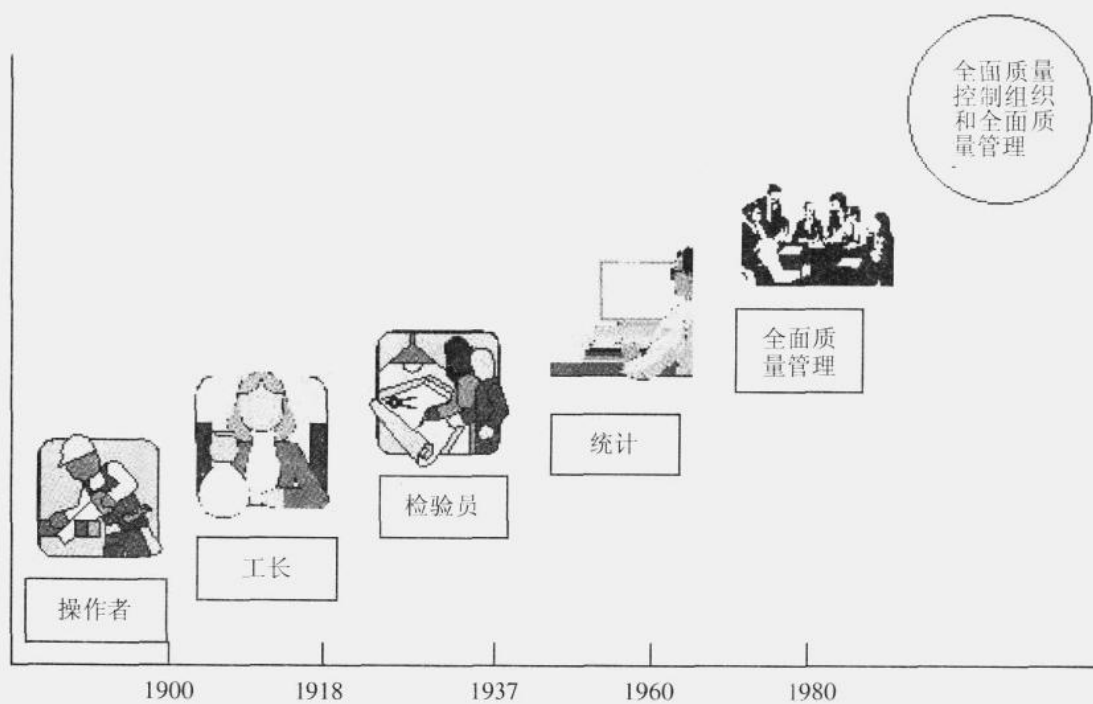 全面质量
控制组织
和全面质
量管理
全面质
量管理
统计
检验员
工长
操作者
1900
1918
1937
1960
1980